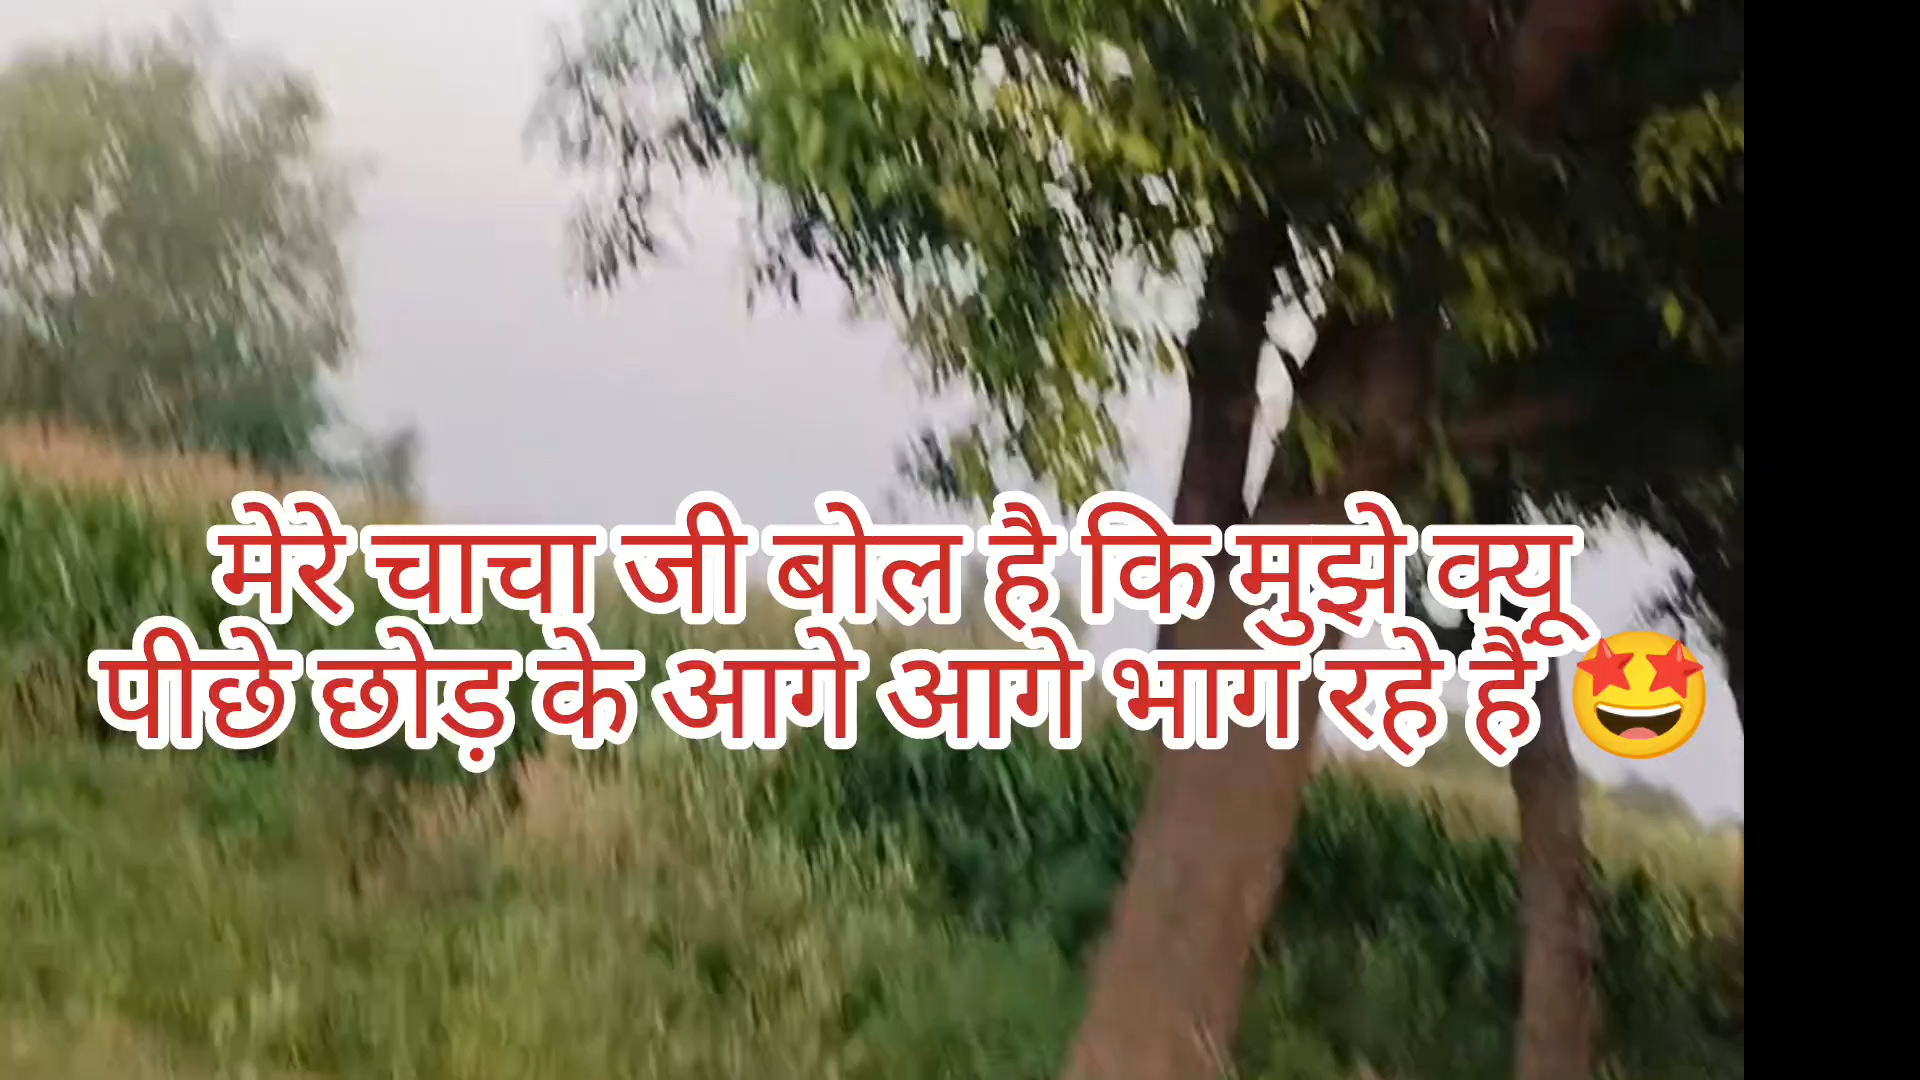 मेरे चाचा जी बोल है कि मुझे क्यू
पीछे छोड़ के आगे आगे भाग रहे है 🤩